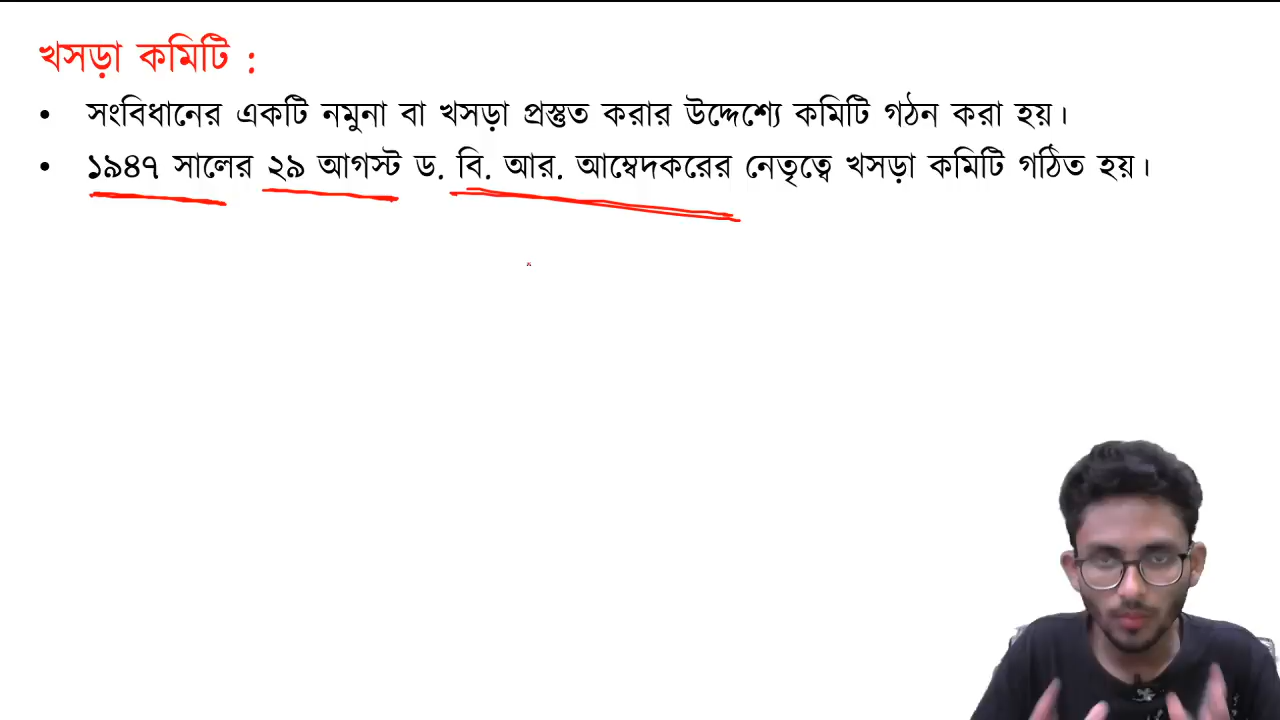 খসড়া কমিটি :
• সংবিধানের একটি নমুনা বা খসড়া প্রস্তুত করার উদ্দেশ্যে কমিটি গঠন করা হয়।
• ১৯৪৭ সালের ২৯ আগস্ট ড. বি. আর. আম্বেদকরের নেতৃত্বে খসড়া কমিটি গঠিত হয়।